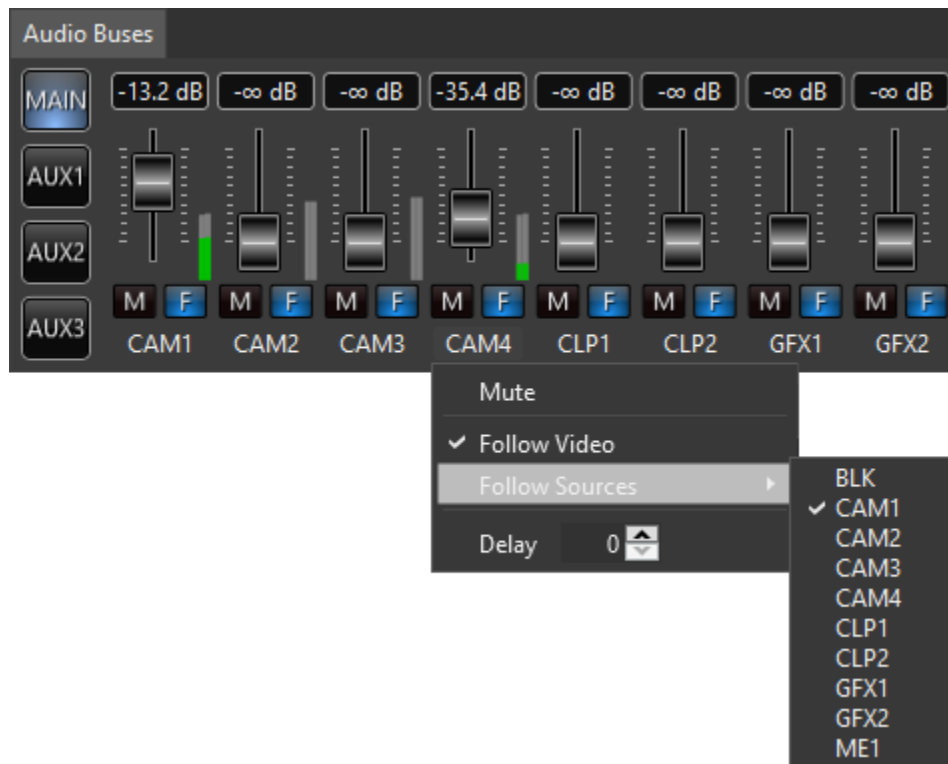 Audio Buses
MAIN -13.2 dB -∞ dB -∞ dB -35.4 dB -∞ dB -∞ dB -∞ dB -∞ dB
AUX1
AUX2
M F M F M F M F M F M F M F M F
AUX3 CAM1 CAM2 CAM3 CAM4 CLP1 CLP2 GFX1 GFX2
Mute
✓ Follow Video
Follow Sources
Delay 0
BLK
✓ CAM1
CAM2
CAM3
CAM4
CLP1
CLP2
GFX1
GFX2
ME1